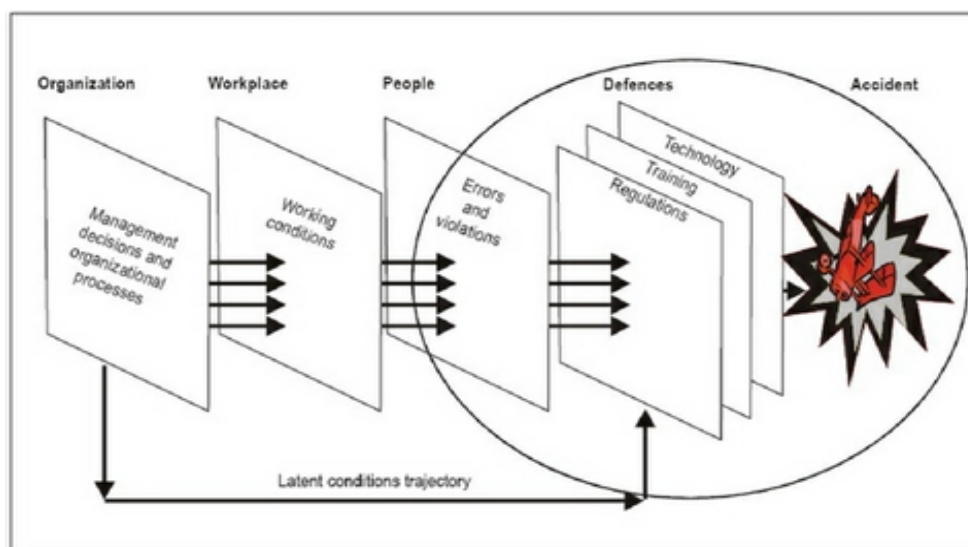 Organization
Workplace
People
Defences
Accident
Management
decisions and
organizational
processes
Working
conditions
Errors
and
violations
Technology
Training
Regulations
Latent conditions trajectory